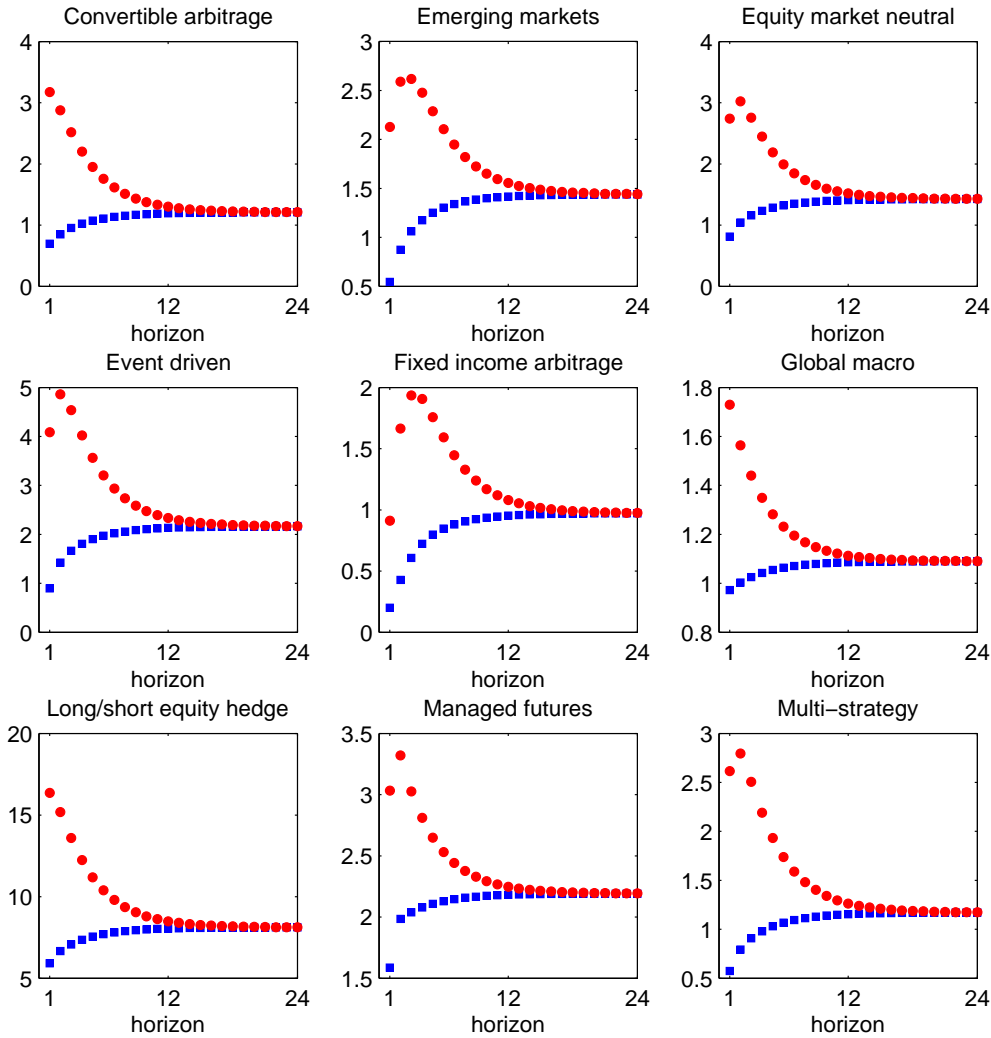 Convertible arbitrage
4
3
2
1
0
1 12 24
horizon
Emerging markets
3
2.5
2
1.5
1
0.5
1 12 24
horizon
Equity market neutral
4
3
2
1
0
1 12 24
horizon
Event driven
5
4
3
2
1
0
1 12 24
horizon
Fixed income arbitrage
2
1.5
1
0.5
0
1 12 24
horizon
Global macro
1.8
1.6
1.4
1.2
1
0.8
1 12 24
horizon
Long/short equity hedge
20
15
10
5
1 12 24
horizon
Managed futures
3.5
3
2.5
2
1.5
1 12 24
horizon
Multi−strategy
3
2.5
2
1.5
1
0.5
1 12 24
horizon